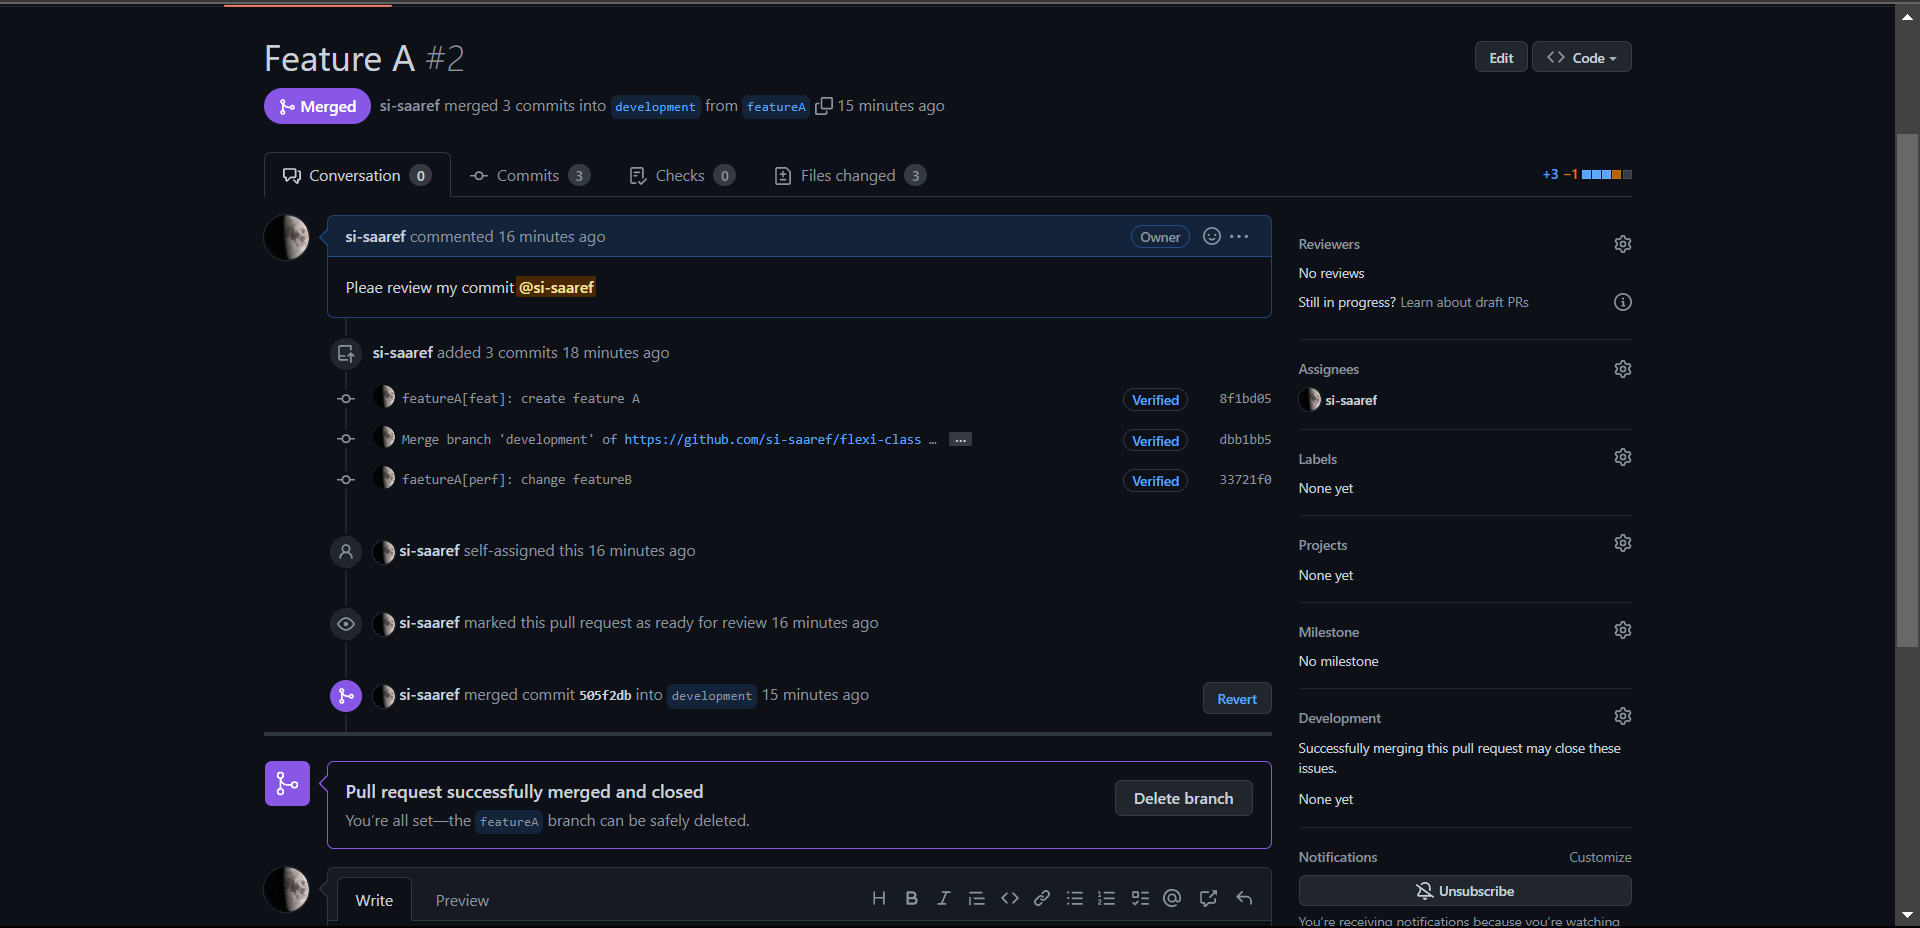 Feature A #2
Edit
Code
Merged
si-saaref merged 3 commits into development from featureA 15 minutes ago
Conversation 0
Commits 3
Checks 0
Files changed 3
+3 −1
si-saaref commented 16 minutes ago
Owner
Pleae review my commit @si-saaref
si-saaref added 3 commits 18 minutes ago
featureA[feat]: create feature A
Verified
8f1bd05
Merge branch 'development' of https://github.com/si-saaref/flexi-class … ...
Verified
dbb1bb5
faetureA[perf]: change featureB
Verified
33721f0
si-saaref self-assigned this 16 minutes ago
si-saaref marked this pull request as ready for review 16 minutes ago
si-saaref merged commit 505f2db into development 15 minutes ago
Revert
Pull request successfully merged and closed
You're all set—the featureA branch can be safely deleted.
Delete branch
Write
Preview
Reviewers
No reviews
Still in progress? Learn about draft PRs
Assignees
si-saaref
Labels
None yet
Projects
None yet
Milestone
No milestone
Development
Successfully merging this pull request may close these
issues.
None yet
Notifications
Customize
Unsubscribe
You're receiving notifications because you're watching